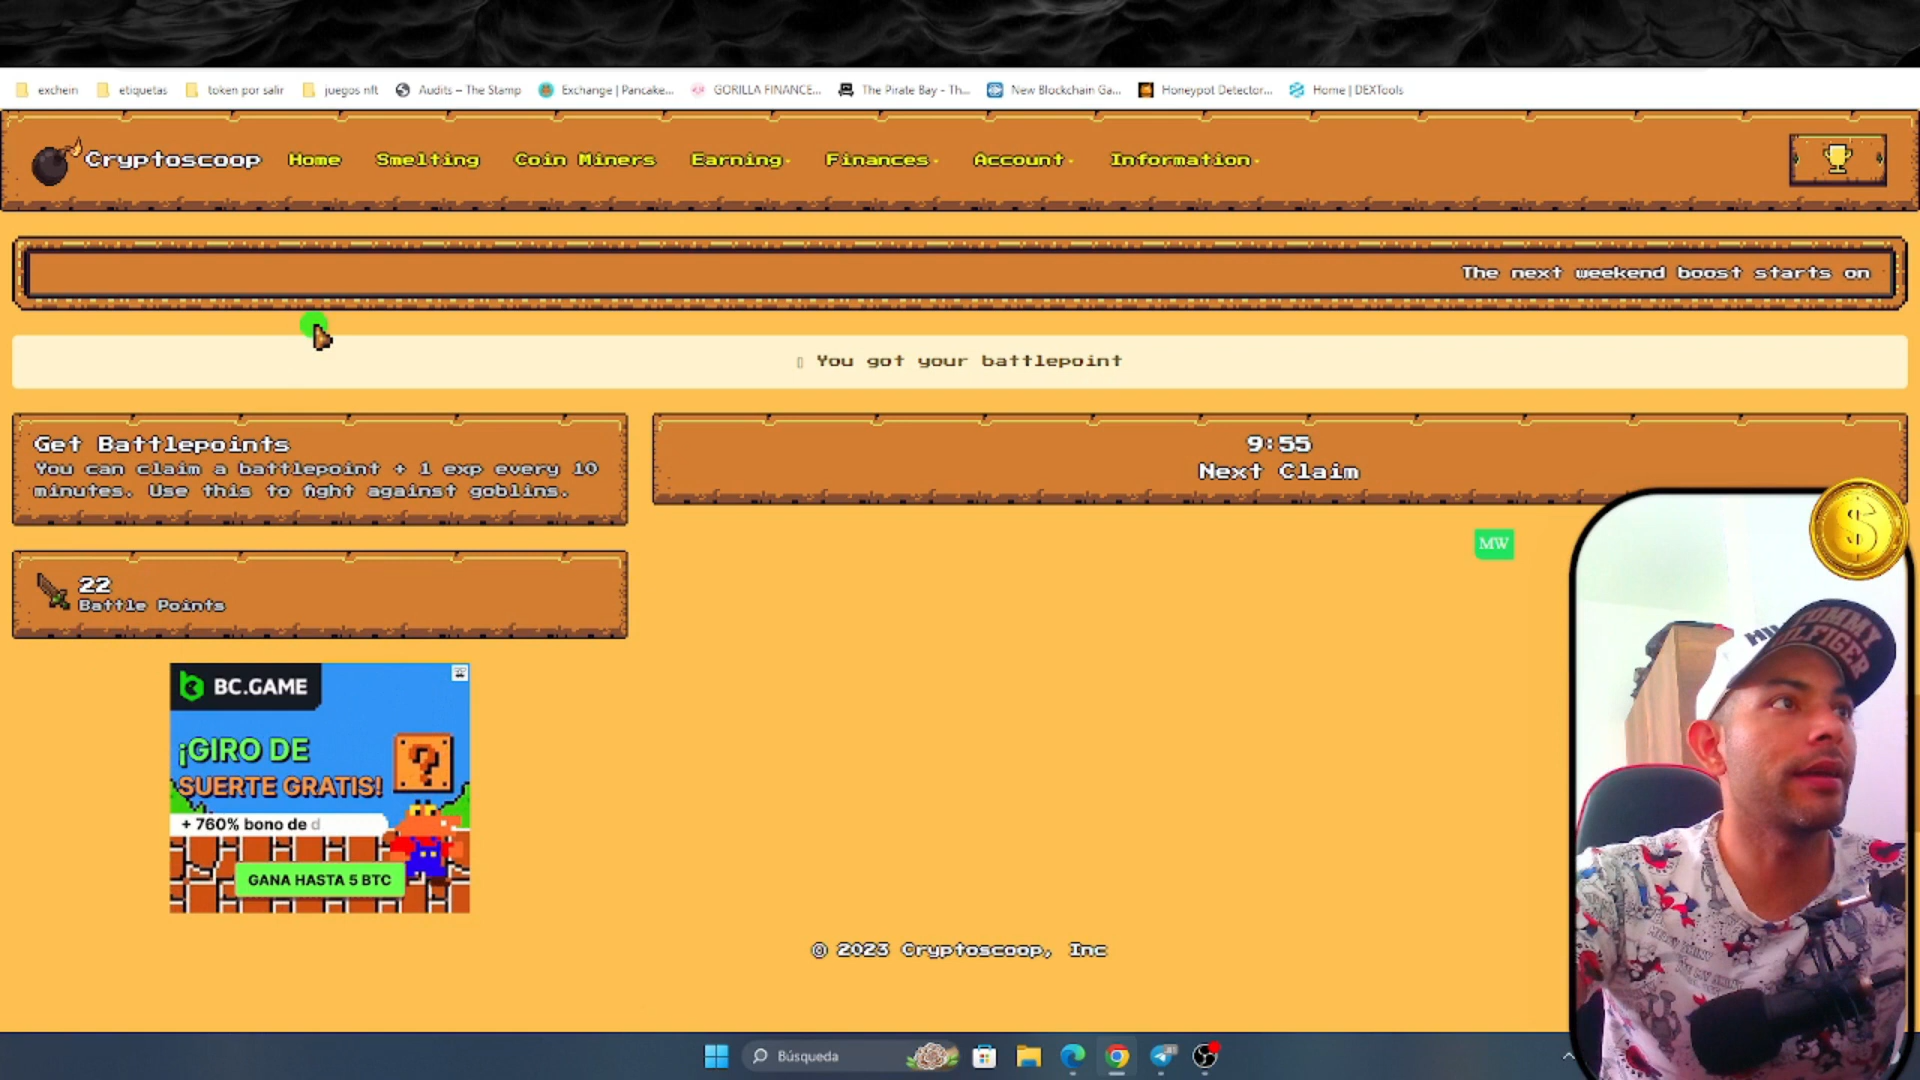 exchein
etiquetas
token por salir
juegos nft
Audits – The Stamp
Exchange | Pancake...
GORILLA FINANCE...
The Pirate Bay - Th...
New Blockchain Ga...
Honeypot Detector...
Home | DEXTools
Cryptoscoop
Home
Smelting
Coin Miners
Earning
Finances
Account
Information
The next weekend boost starts on
You got your battlepoint
Get Battlepoints
You can claim a battlepoint + 1 exp every 10
minutes. Use this to fight against goblins.
9:55
Next Claim
22
Battle Points
MW
$
TOMMY
HILFIGER
BC.GAME
¡GIRO DE
SUERTE GRATIS!
+ 760% bono de d
GANA HASTA 5 BTC
© 2023 Cryptoscoop, Inc
Búsqueda